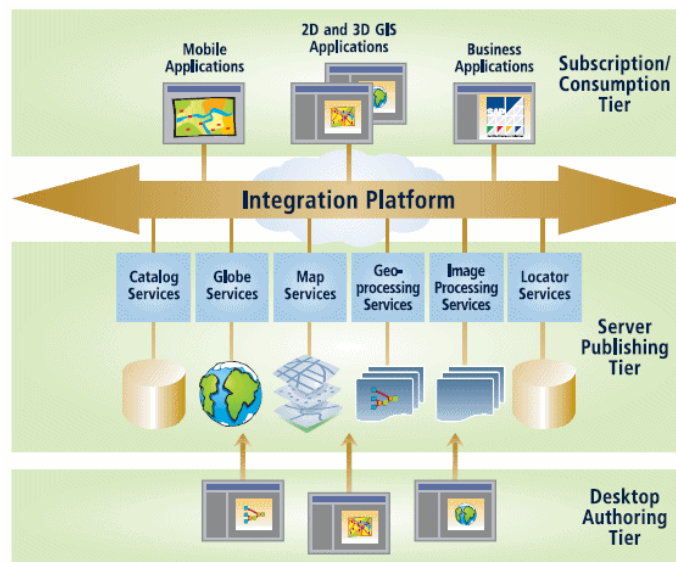 2D and 3D GIS
Applications
Mobile
Applications
Business
Applications
Subscription/
Consumption
Tier
SAP
Integration Platform
Catalog
Services
Globe
Services
Map
Services
Geo-
processing
Services
Image
Processing
Services
Locator
Services
Server
Publishing
Tier
Desktop
Authoring
Tier